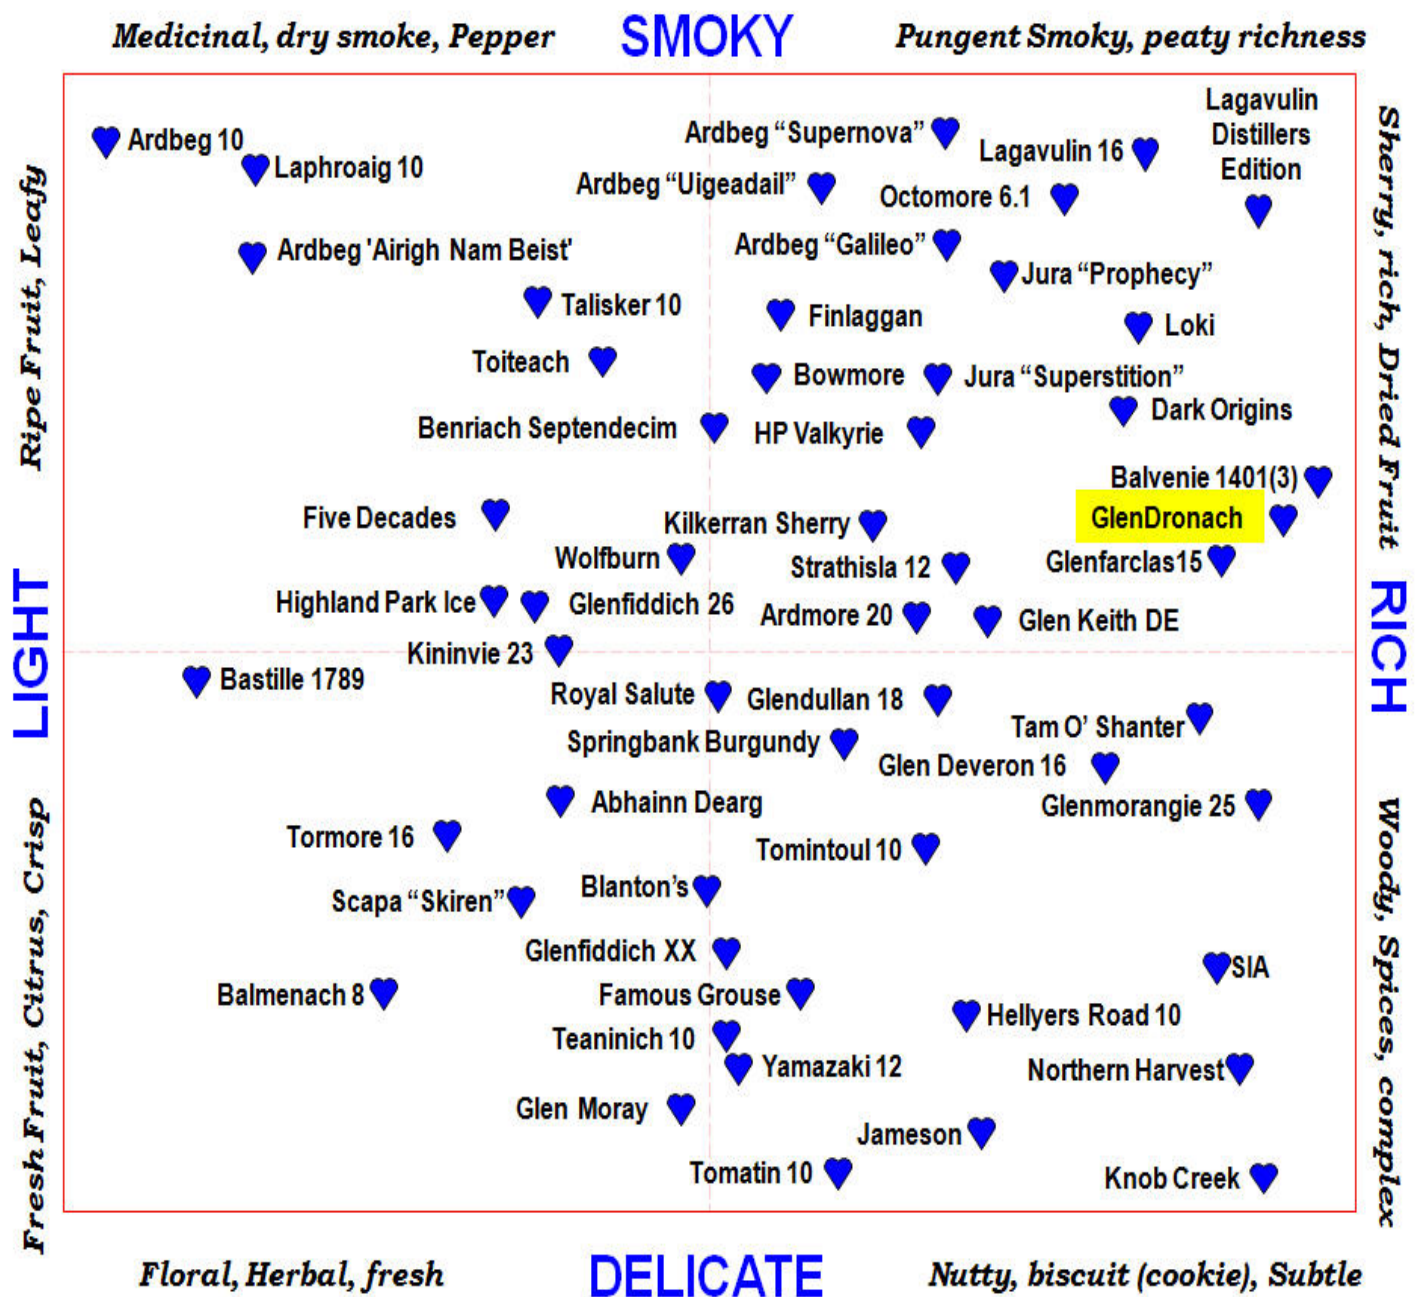 Medicinal, dry smoke, Pepper
SMOKY
Pungent Smoky, peaty richness
Ripe Fruit, Leafy
LIGHT
Fresh Fruit, Citrus, Crisp
Ardbeg 10
Laphroaig 10
Ardbeg 'Airigh Nam Beist'
Talisker 10
Toiteach
Benriach Septendecim
Five Decades
Wolfburn
Highland Park Ice
Glenfiddich 26
Kininvie 23
Ardbeg “Supernova”
Lagavulin 16
Lagavulin
Distillers
Edition
Ardbeg “Uigeadail”
Octomore 6.1
Ardbeg “Galileo”
Jura “Prophecy”
Finlaggan
Loki
Bowmore
Jura “Superstition”
Dark Origins
HP Valkyrie
Balvenie 1401(3)
GlenDronach
Kilkerran Sherry
Strathisla 12
Glenfarclas15
Ardmore 20
Glen Keith DE
Bastille 1789
Royal Salute
Glendullan 18
Tam O’ Shanter
Springbank Burgundy
Glen Deveron 16
Abhainn Dearg
Glenmorangie 25
Tormore 16
Tomintoul 10
Scapa “Skiren”
Blanton’s
Glenfiddich XX
SIA
Balmenach 8
Famous Grouse
Hellyers Road 10
Teaninich 10
Yamazaki 12
Northern Harvest
Glen Moray
Jameson
Tomatin 10
Knob Creek
Sherry, rich, Dried Fruit
RICH
Woody, Spices, complex
Floral, Herbal, fresh
DELICATE
Nutty, biscuit (cookie), Subtle